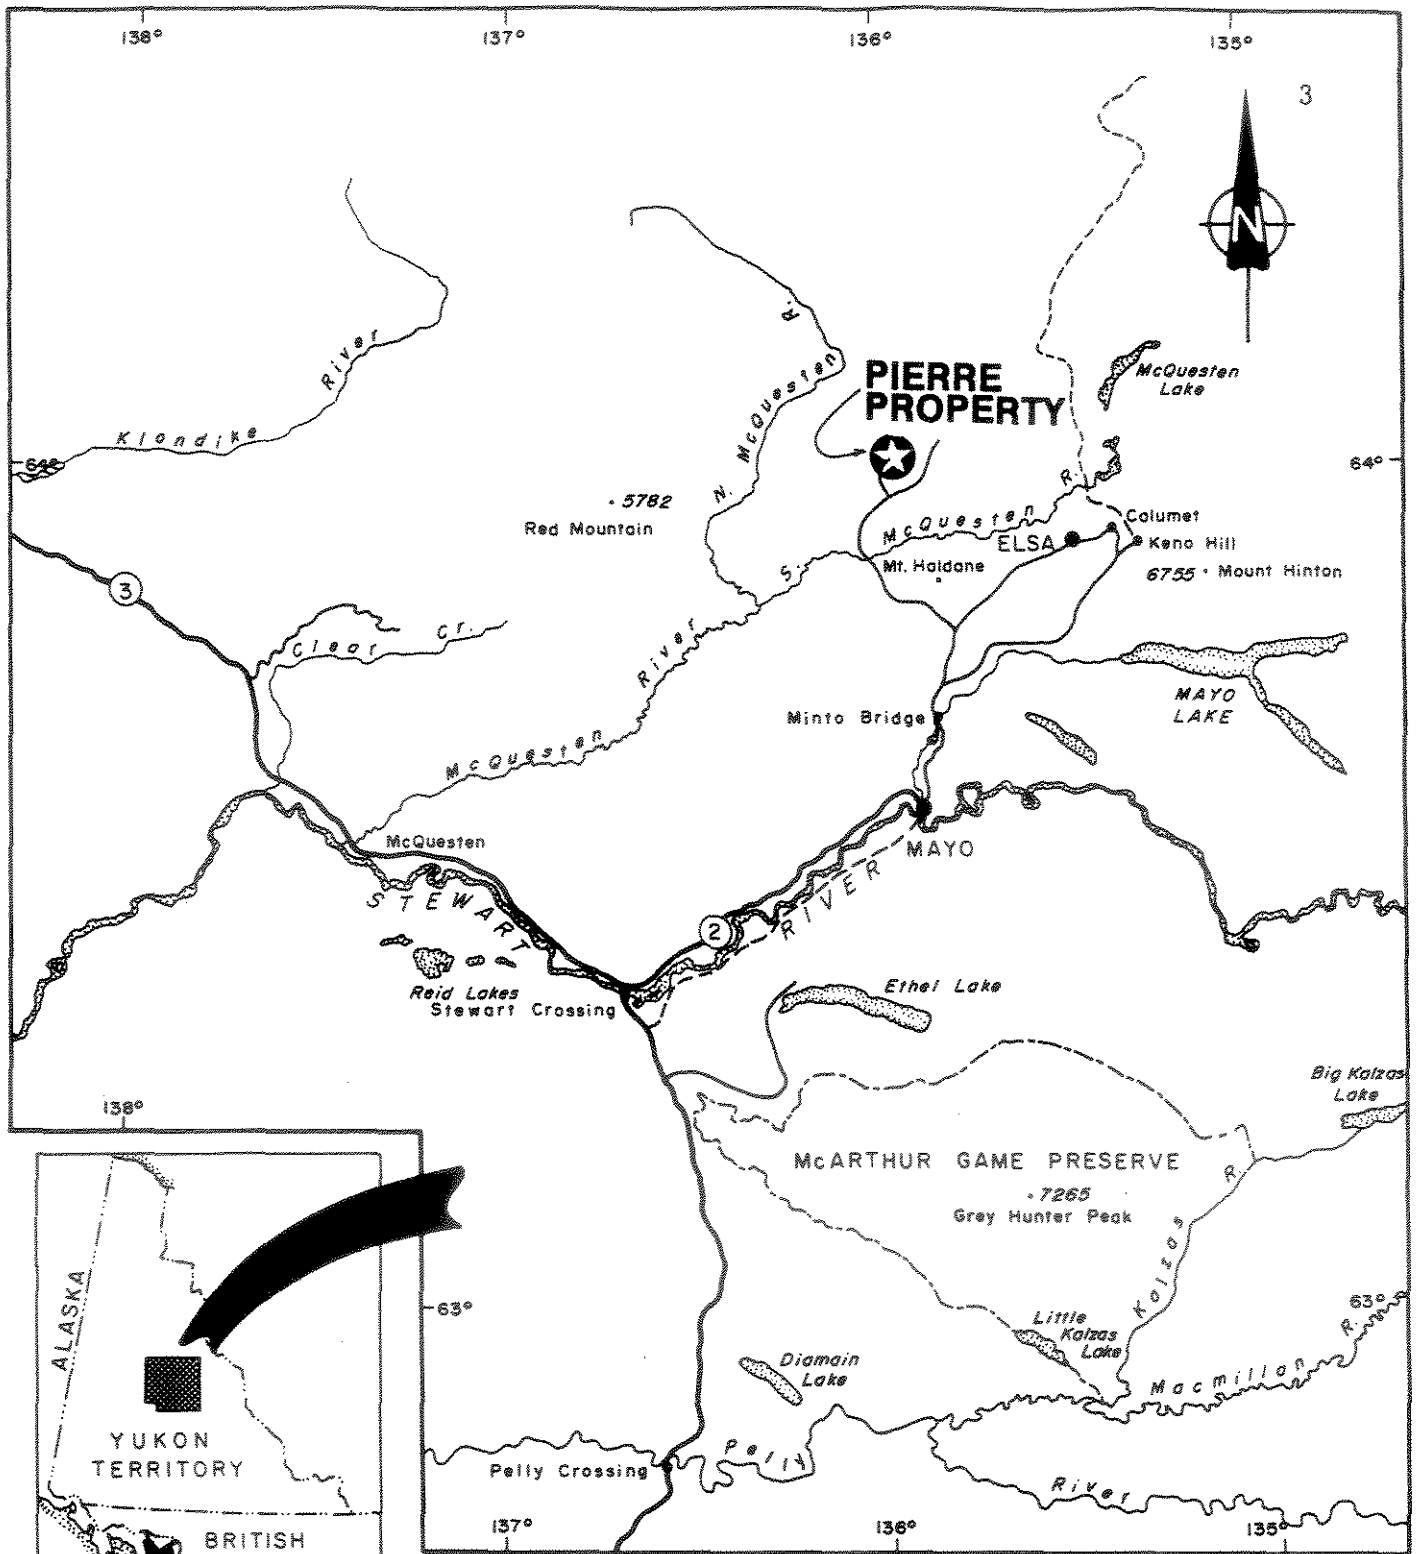 138°
137°
136°
135°
3
N
River
Klondike
64°
N. McQuesten R.
PIERRE
PROPERTY
McQuesten
Lake
64°
5782
Red Mountain
S. McQuesten R.
ELSA
Calumet
Keno Hill
Mt. Haldane
6755 Mount Hinton
3
Clear Cr.
McQuesten River
Minto Bridge
MAYO
LAKE
McQuesten
MAYO
STEWART RIVER
2
Reid Lakes
Stewart Crossing
Ethel Lake
Big Kalzas
Lake
138°
McARTHUR GAME PRESERVE
7265
Grey Hunter Peak
Kalzas R.
63°
63°
Little
Kalzas
Lake
Diamain
Lake
Macmillan R.
Pelly River
Pelly Crossing
137°
136°
135°
ALASKA
YUKON
TERRITORY
BRITISH